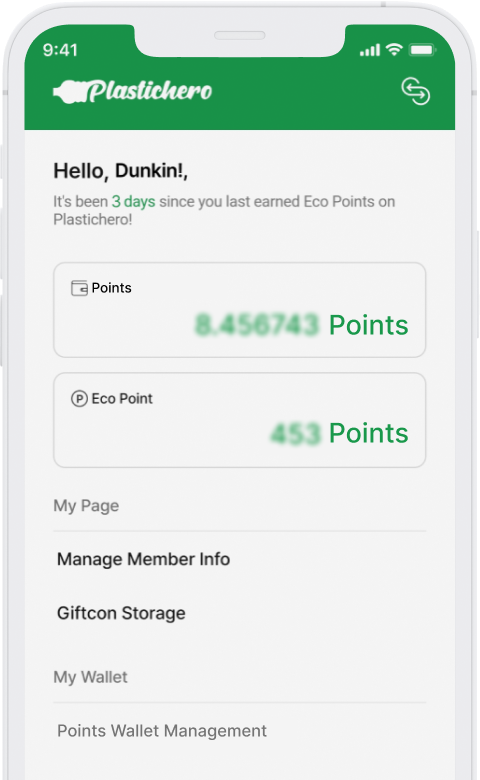 9:41
Plastichero
Hello, Dunkin!,
It's been 3 days since you last earned Eco Points on
Plastichero!
Points
8.456743 Points
P Eco Point
453 Points
My Page
Manage Member Info
Giftcon Storage
My Wallet
Points Wallet Management